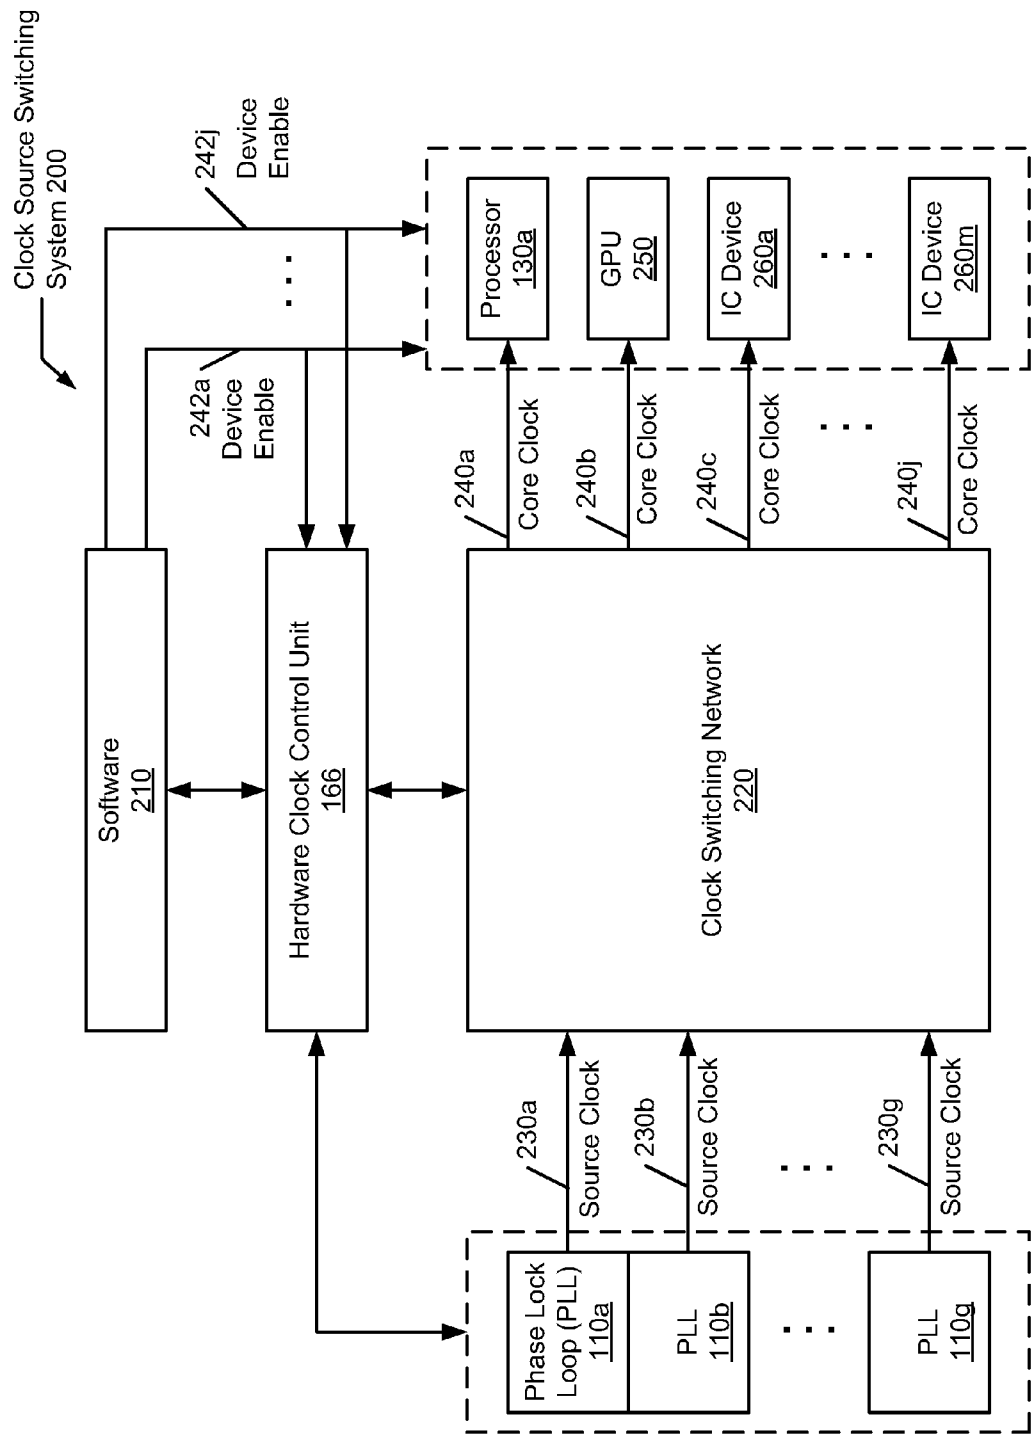 Clock Source Switching
System 200
Software
210
242a
Device
Enable
242j
Device
Enable
. . .
Hardware Clock Control Unit
166
Phase Lock
Loop (PLL)
110a
PLL
110b
. . .
PLL
110g
230a
Source Clock
230b
Source Clock
. . .
230g
Source Clock
Clock Switching Network
220
240a
Core Clock
240b
Core Clock
240c
Core Clock
. . .
240j
Core Clock
Processor
130a
GPU
250
IC Device
260a
. . .
IC Device
260m